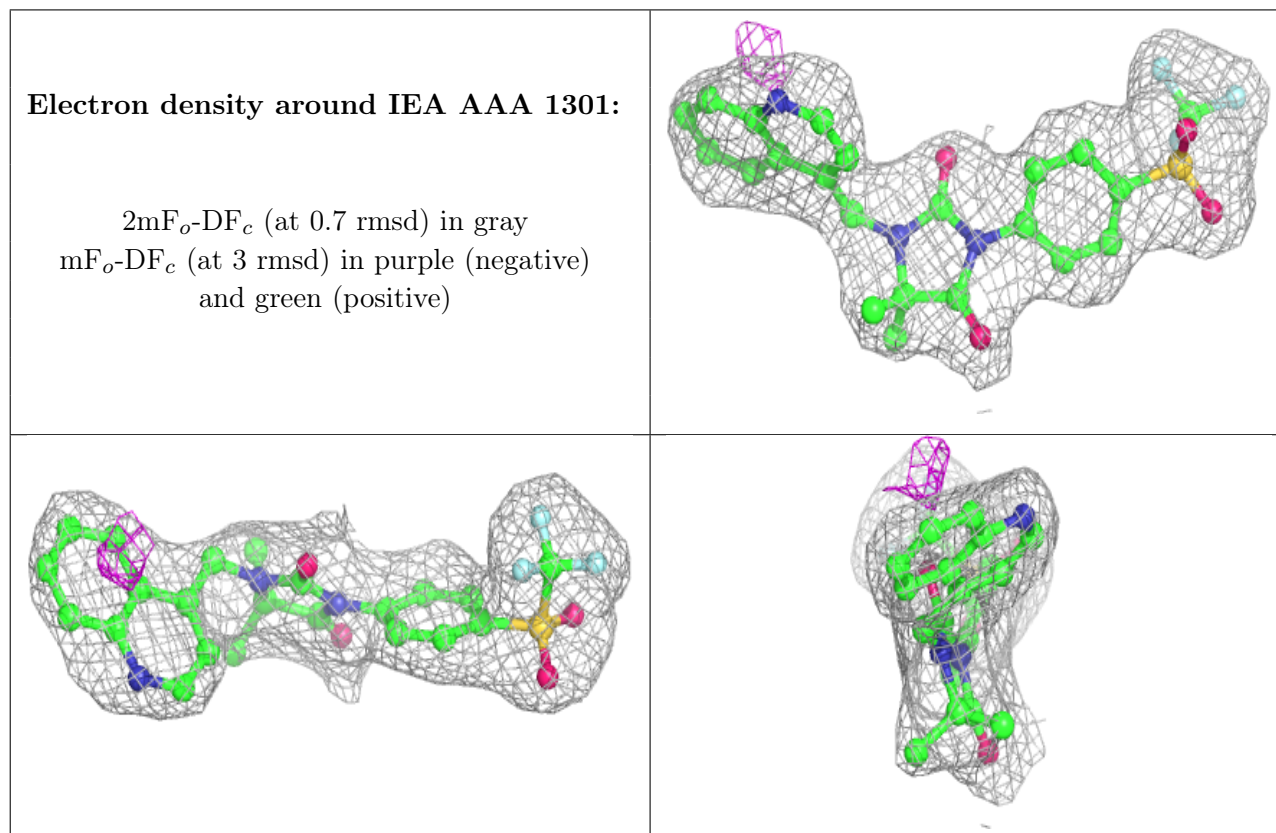 Electron density around IEA AAA 1301:
2mFo-DFc (at 0.7 rmsd) in gray
mFo-DFc (at 3 rmsd) in purple (negative)
and green (positive)